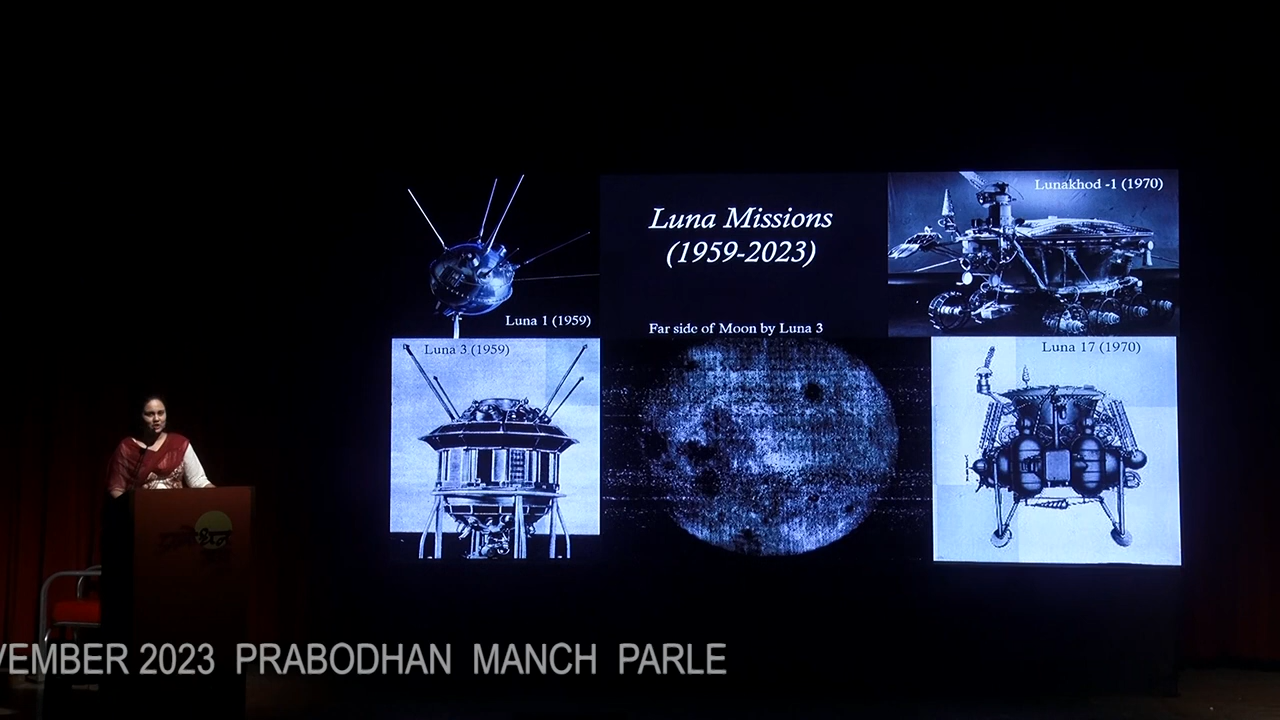 Luna Missions
(1959-2023)
Lunakhod -1 (1970)
Luna 1 (1959)
Far side of Moon by Luna 3
Luna 3 (1959)
Luna 17 (1970)
VEMBER 2023 PRABODHAN MANCH PARLE